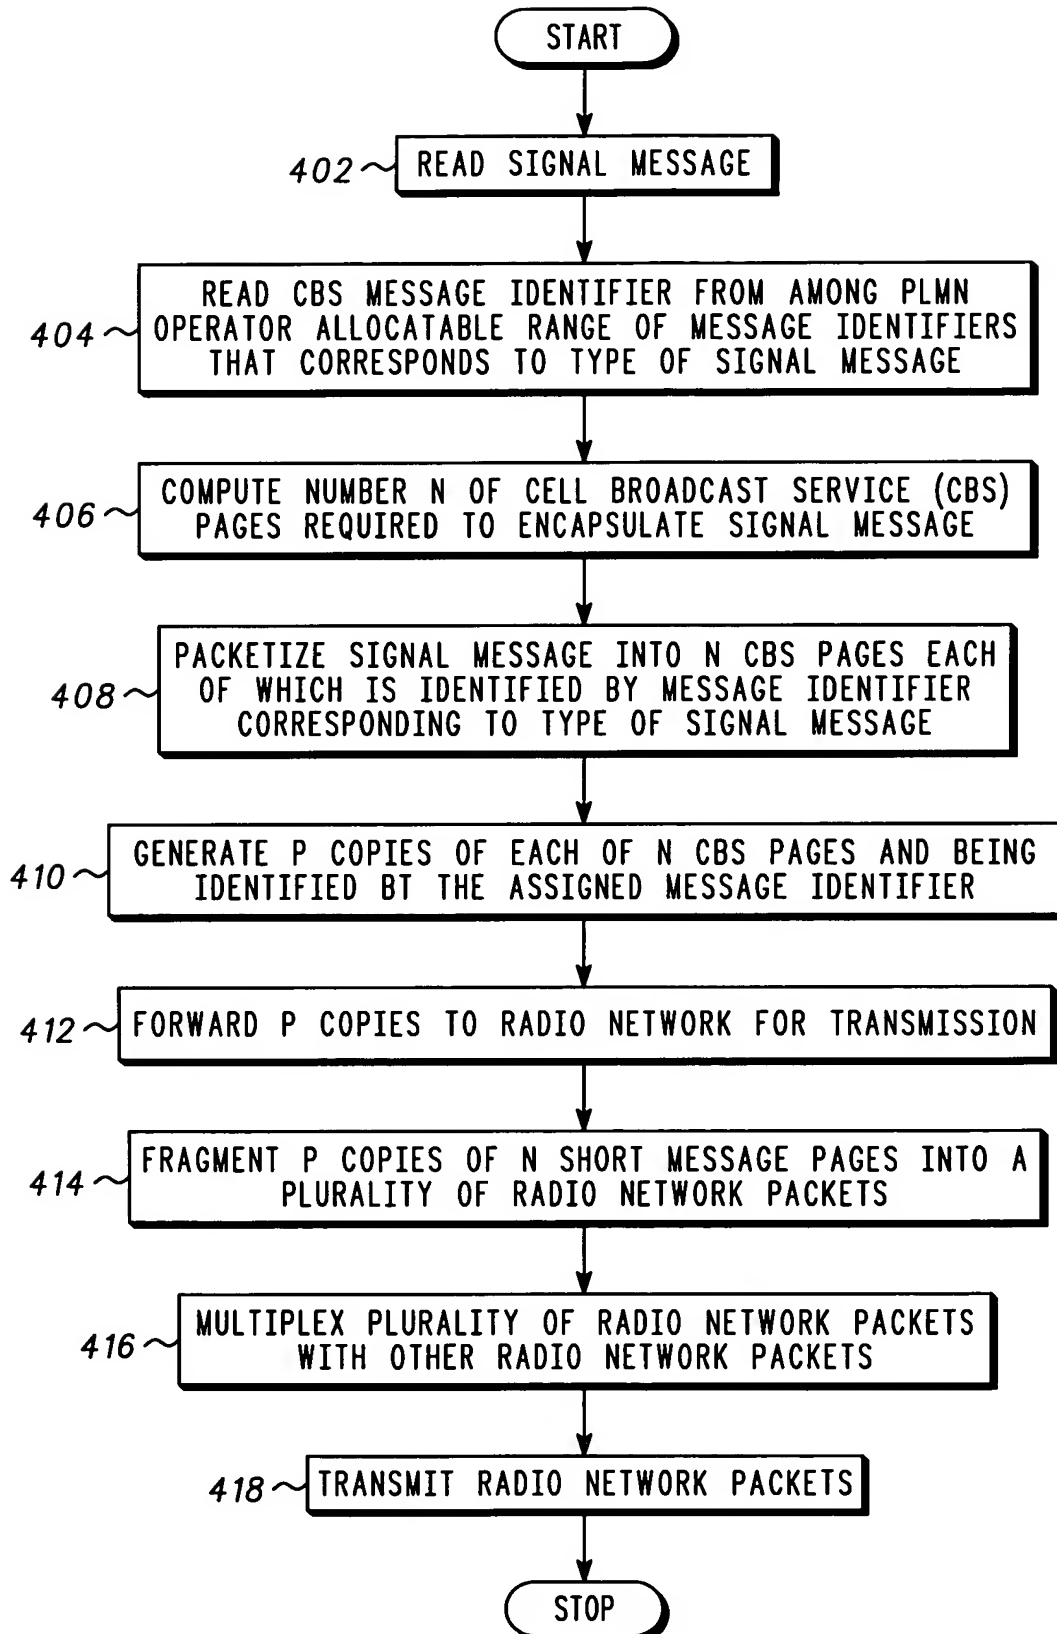 START
402
READ SIGNAL MESSAGE
READ CBS MESSAGE IDENTIFIER FROM AMONG PLMN
404
OPERATOR ALLOCATABLE RANGE OF MESSAGE IDENTIFIERS
THAT CORRESPONDS TO TYPE OF SIGNAL MESSAGE
COMPUTE NUMBER N OF CELL BROADCAST SERVICE (CBS)
406
PAGES REQUIRED TO ENCAPSULATE SIGNAL MESSAGE
PACKETIZE SIGNAL MESSAGE INTO N CBS PAGES EACH
408
OF WHICH IS IDENTIFIED BY MESSAGE IDENTIFIER
CORRESPONDING TO TYPE OF SIGNAL MESSAGE
GENERATE P COPIES OF EACH OF N CBS PAGES AND BEING
410
IDENTIFIED BT THE ASSIGNED MESSAGE IDENTIFIER
412
FORWARD P COPIES TO RADIO NETWORK FOR TRANSMISSION
FRAGMENT P COPIES OF N SHORT MESSAGE PAGES INTO A
414
PLURALITY OF RADIO NETWORK PACKETS
MULTIPLEX PLURALITY OF RADIO NETWORK PACKETS
416
WITH OTHER RADIO NETWORK PACKETS
418
TRANSMIT RADIO NETWORK PACKETS
STOP